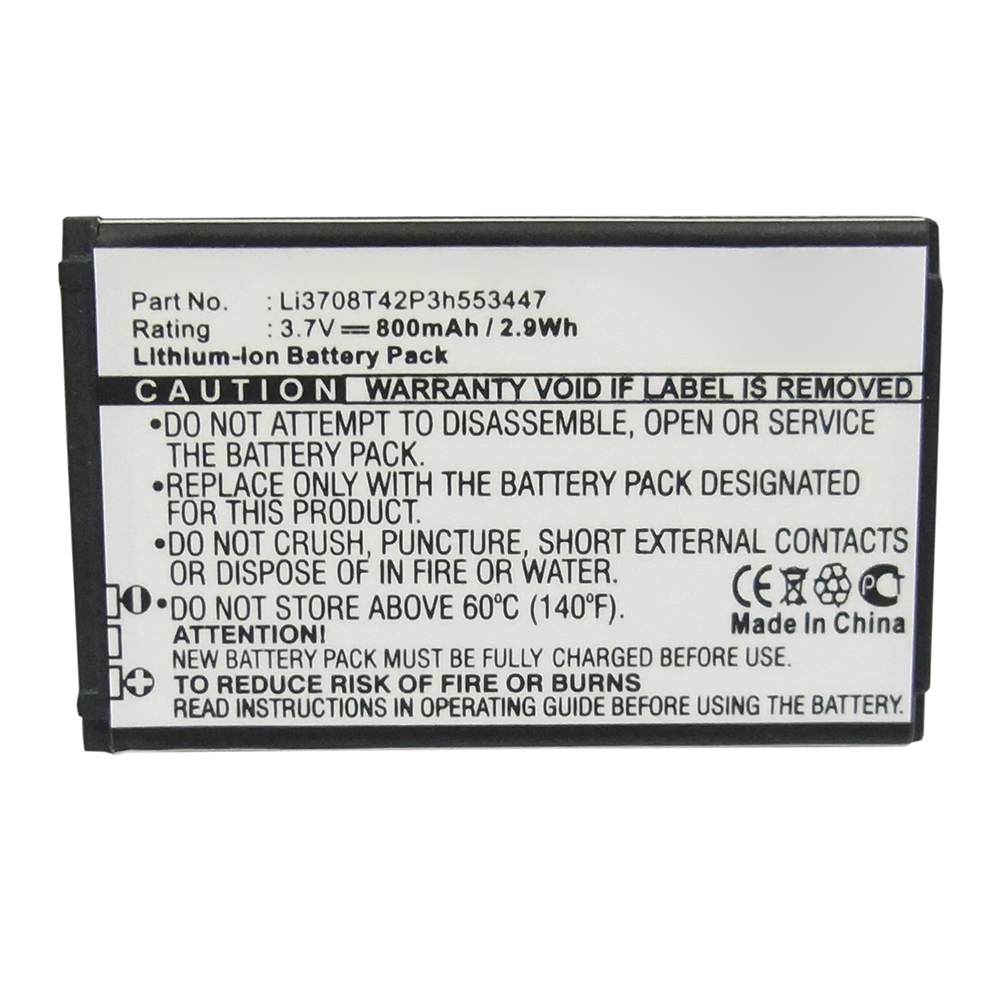 Part No. : Li3708T42P3h553447
Rating : 3.7V 800mAh / 2.9Wh
Lithium-ion Battery Pack
CAUTION WARRANTY VOID IF LABEL IS REMOVED
•DO NOT ATTEMPT TO DISASSEMBLE, OPEN OR SERVICE
THE BATTERY PACK.
•REPLACE ONLY WITH THE BATTERY PACK DESIGNATED
FOR THIS PRODUCT.
•DO NOT CRUSH, PUNCTURE, SHORT EXTERNAL CONTACTS
OR DISPOSE OF IN FIRE OR WATER.
•DO NOT STORE ABOVE 60°C (140°F).
CE
Made In China
ATTENTION!
NEW BATTERY PACK MUST BE FULLY CHARGED BEFORE USE.
TO REDUCE RISK OF FIRE OR BURNS
READ INSTRUCTIONS IN OPERATING GUIDE BEFORE USING THE BATTERY.